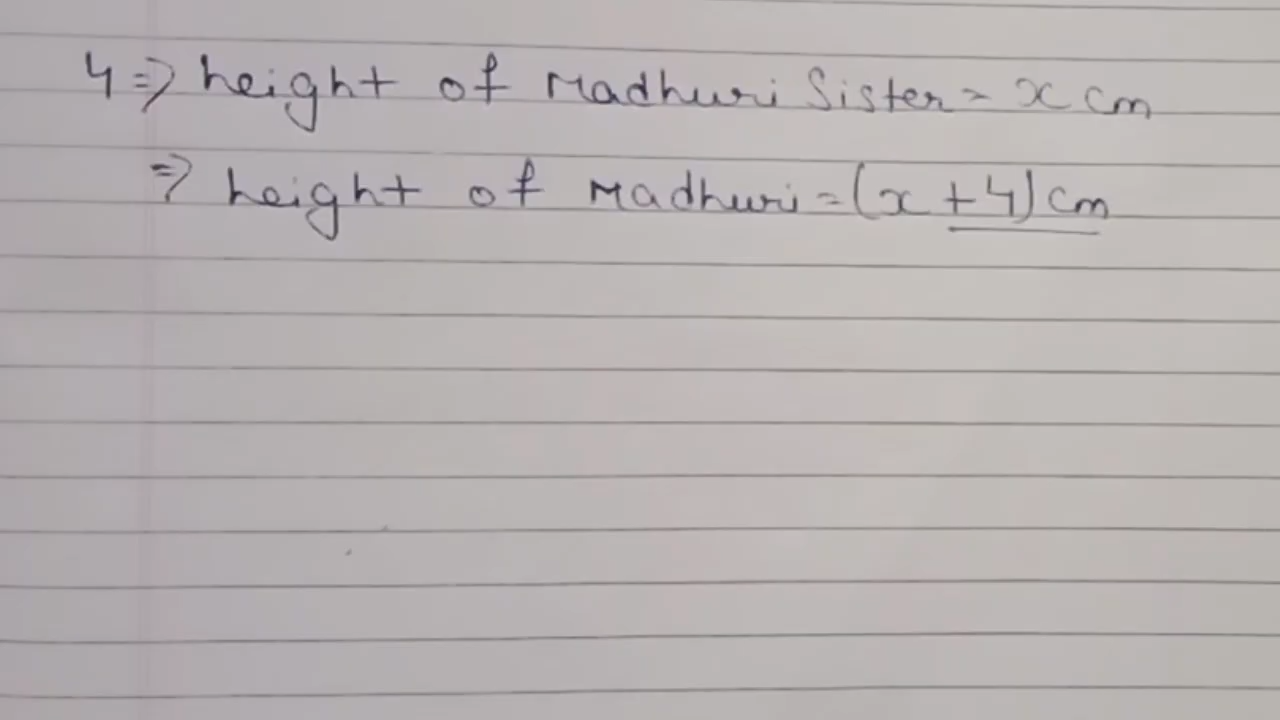 4 ⇒ height of Madhuri Sister = x cm
⇒ height of Madhuri = (x + 4) cm